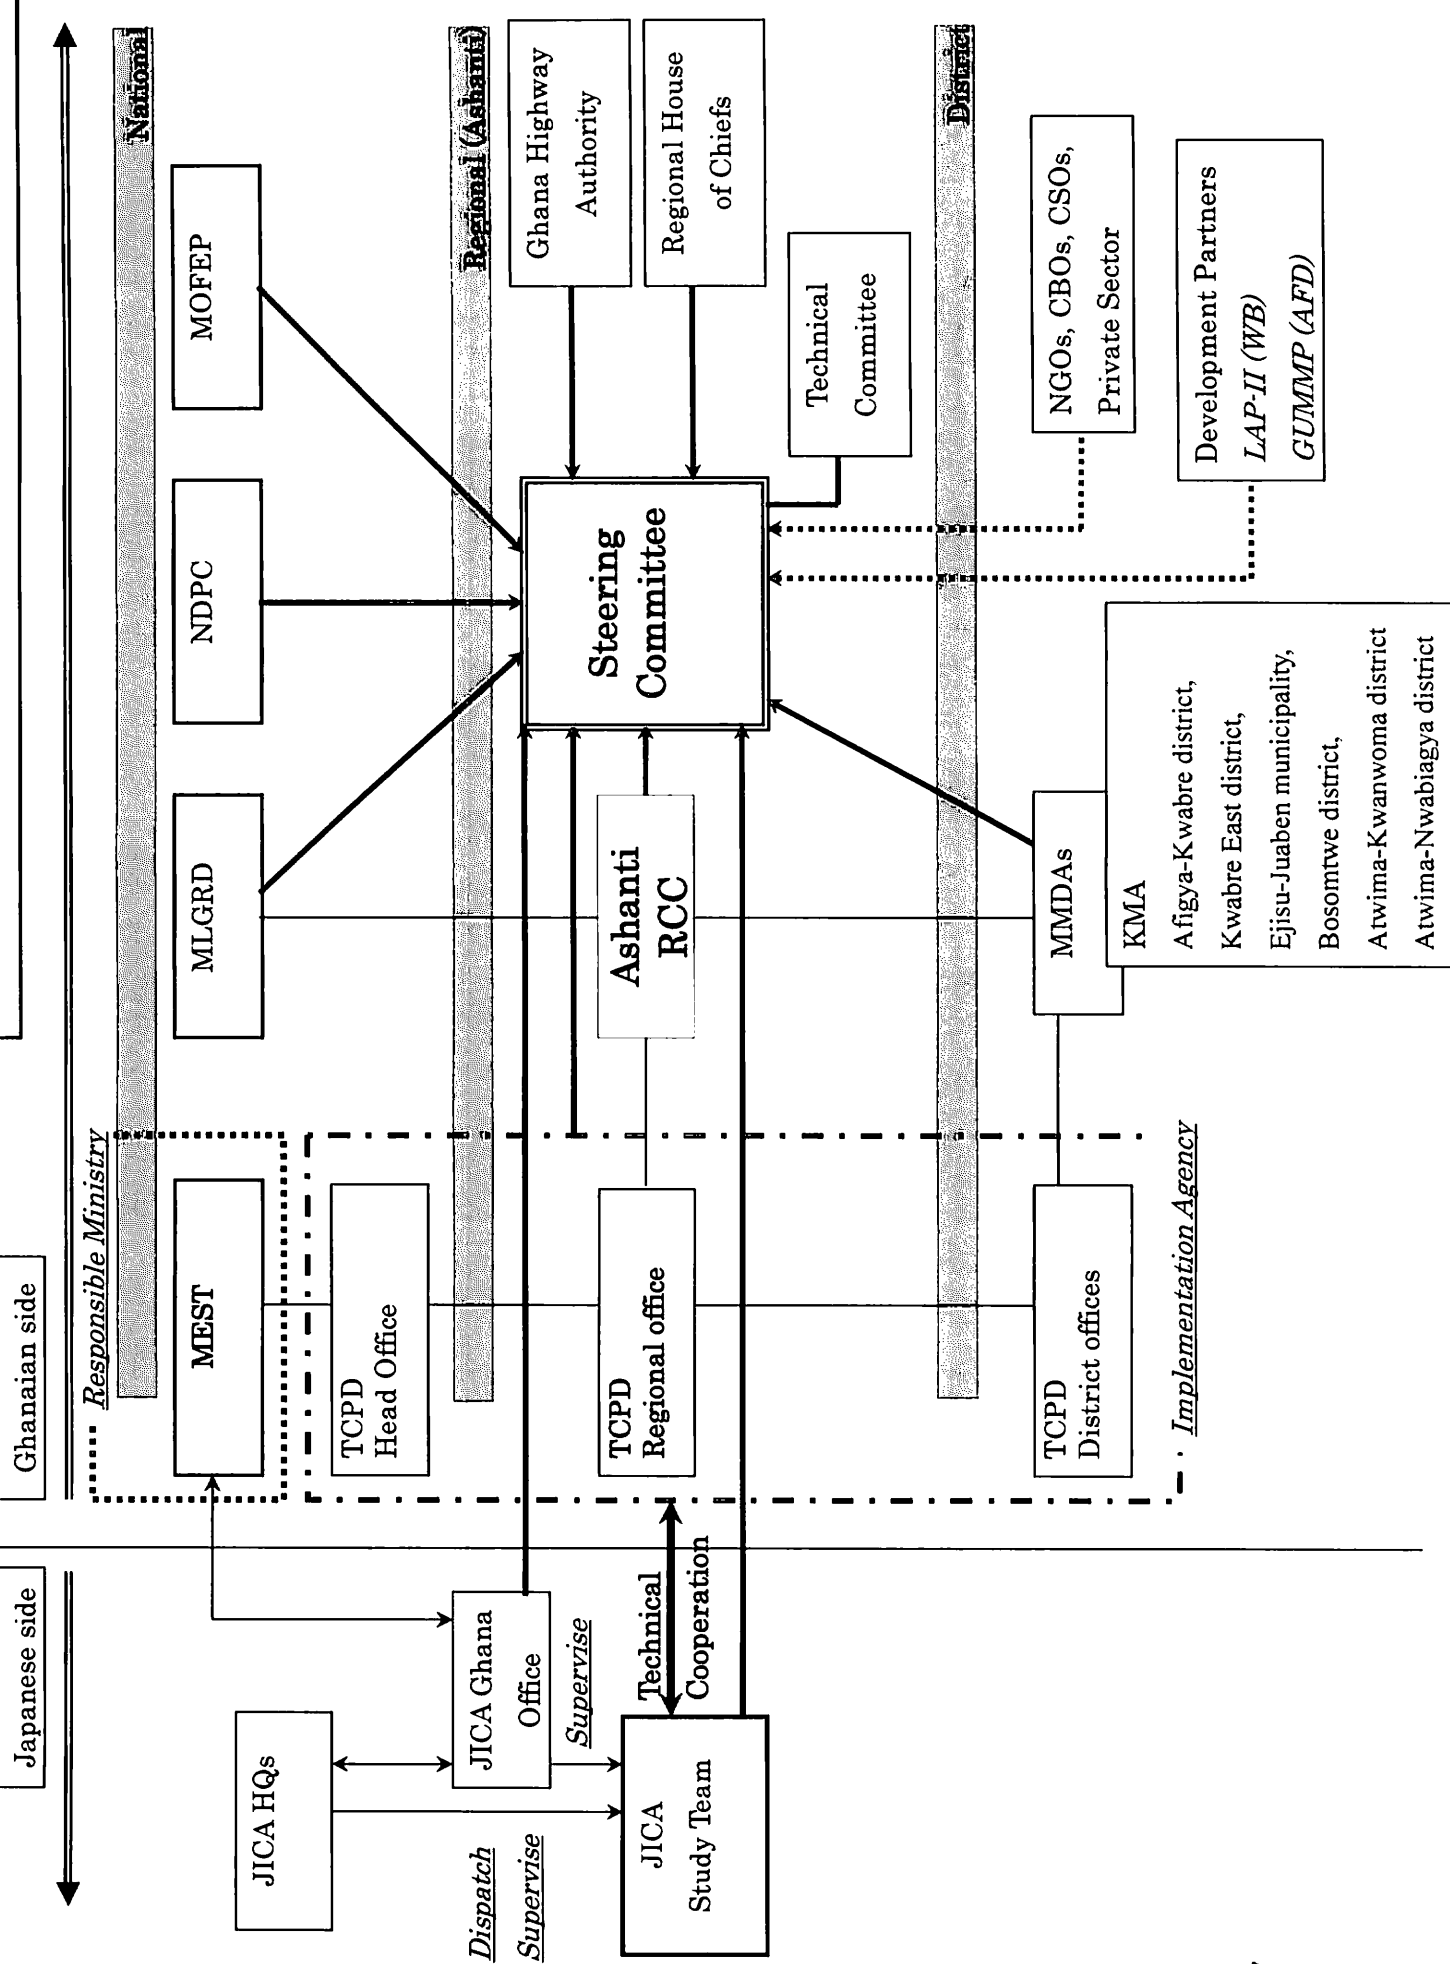 Japanese side
Ghanaian side
Responsible Ministry
National
MEST
MLGRD
NDPC
MOFEP
JICA HQs
TCPD
Head Office
Regional (Ashanti)
JICA Ghana
Office
Dispatch
Supervise
Supervise
JICA
Study Team
Technical
Cooperation
TCPD
Regional office
Ashanti
RCC
Steering
Committee
Ghana Highway
Authority
Regional House
of Chiefs
Technical
Committee
District
TCPD
District offices
Implementation Agency
MMDAs
KMA
Afigya-Kwabre district,
Kwabre East district,
Ejisu-Juaben municipality,
Bosomtwe district,
Atwima-Kwanwoma district
Atwima-Nwabiagya district
NGOs, CBOs, CSOs,
Private Sector
Development Partners
LAP-II (WB)
GUMMP (AFD)